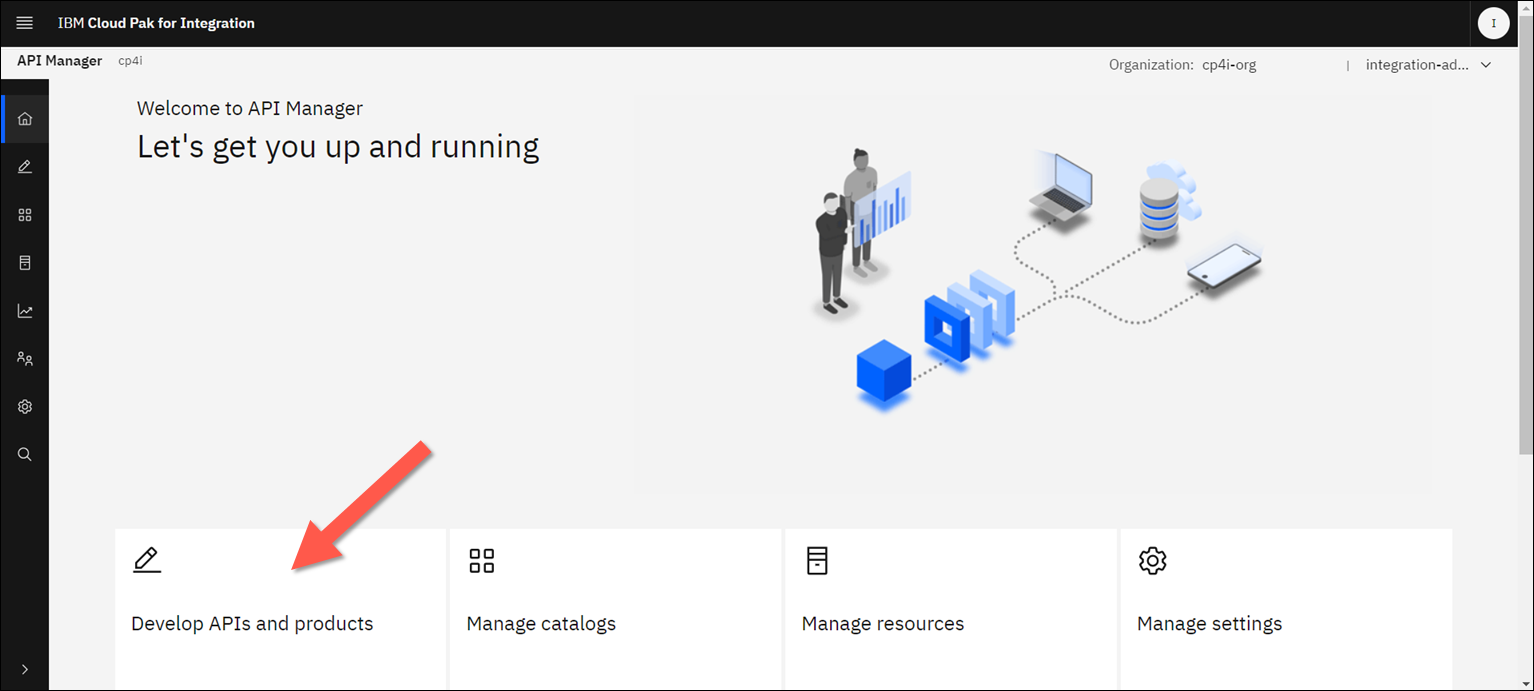 IBM Cloud Pak for Integration
I
API Manager cp4i
Organization: cp4i-org | integration-ad...
Welcome to API Manager
Let's get you up and running
Develop APIs and products
Manage catalogs
Manage resources
Manage settings